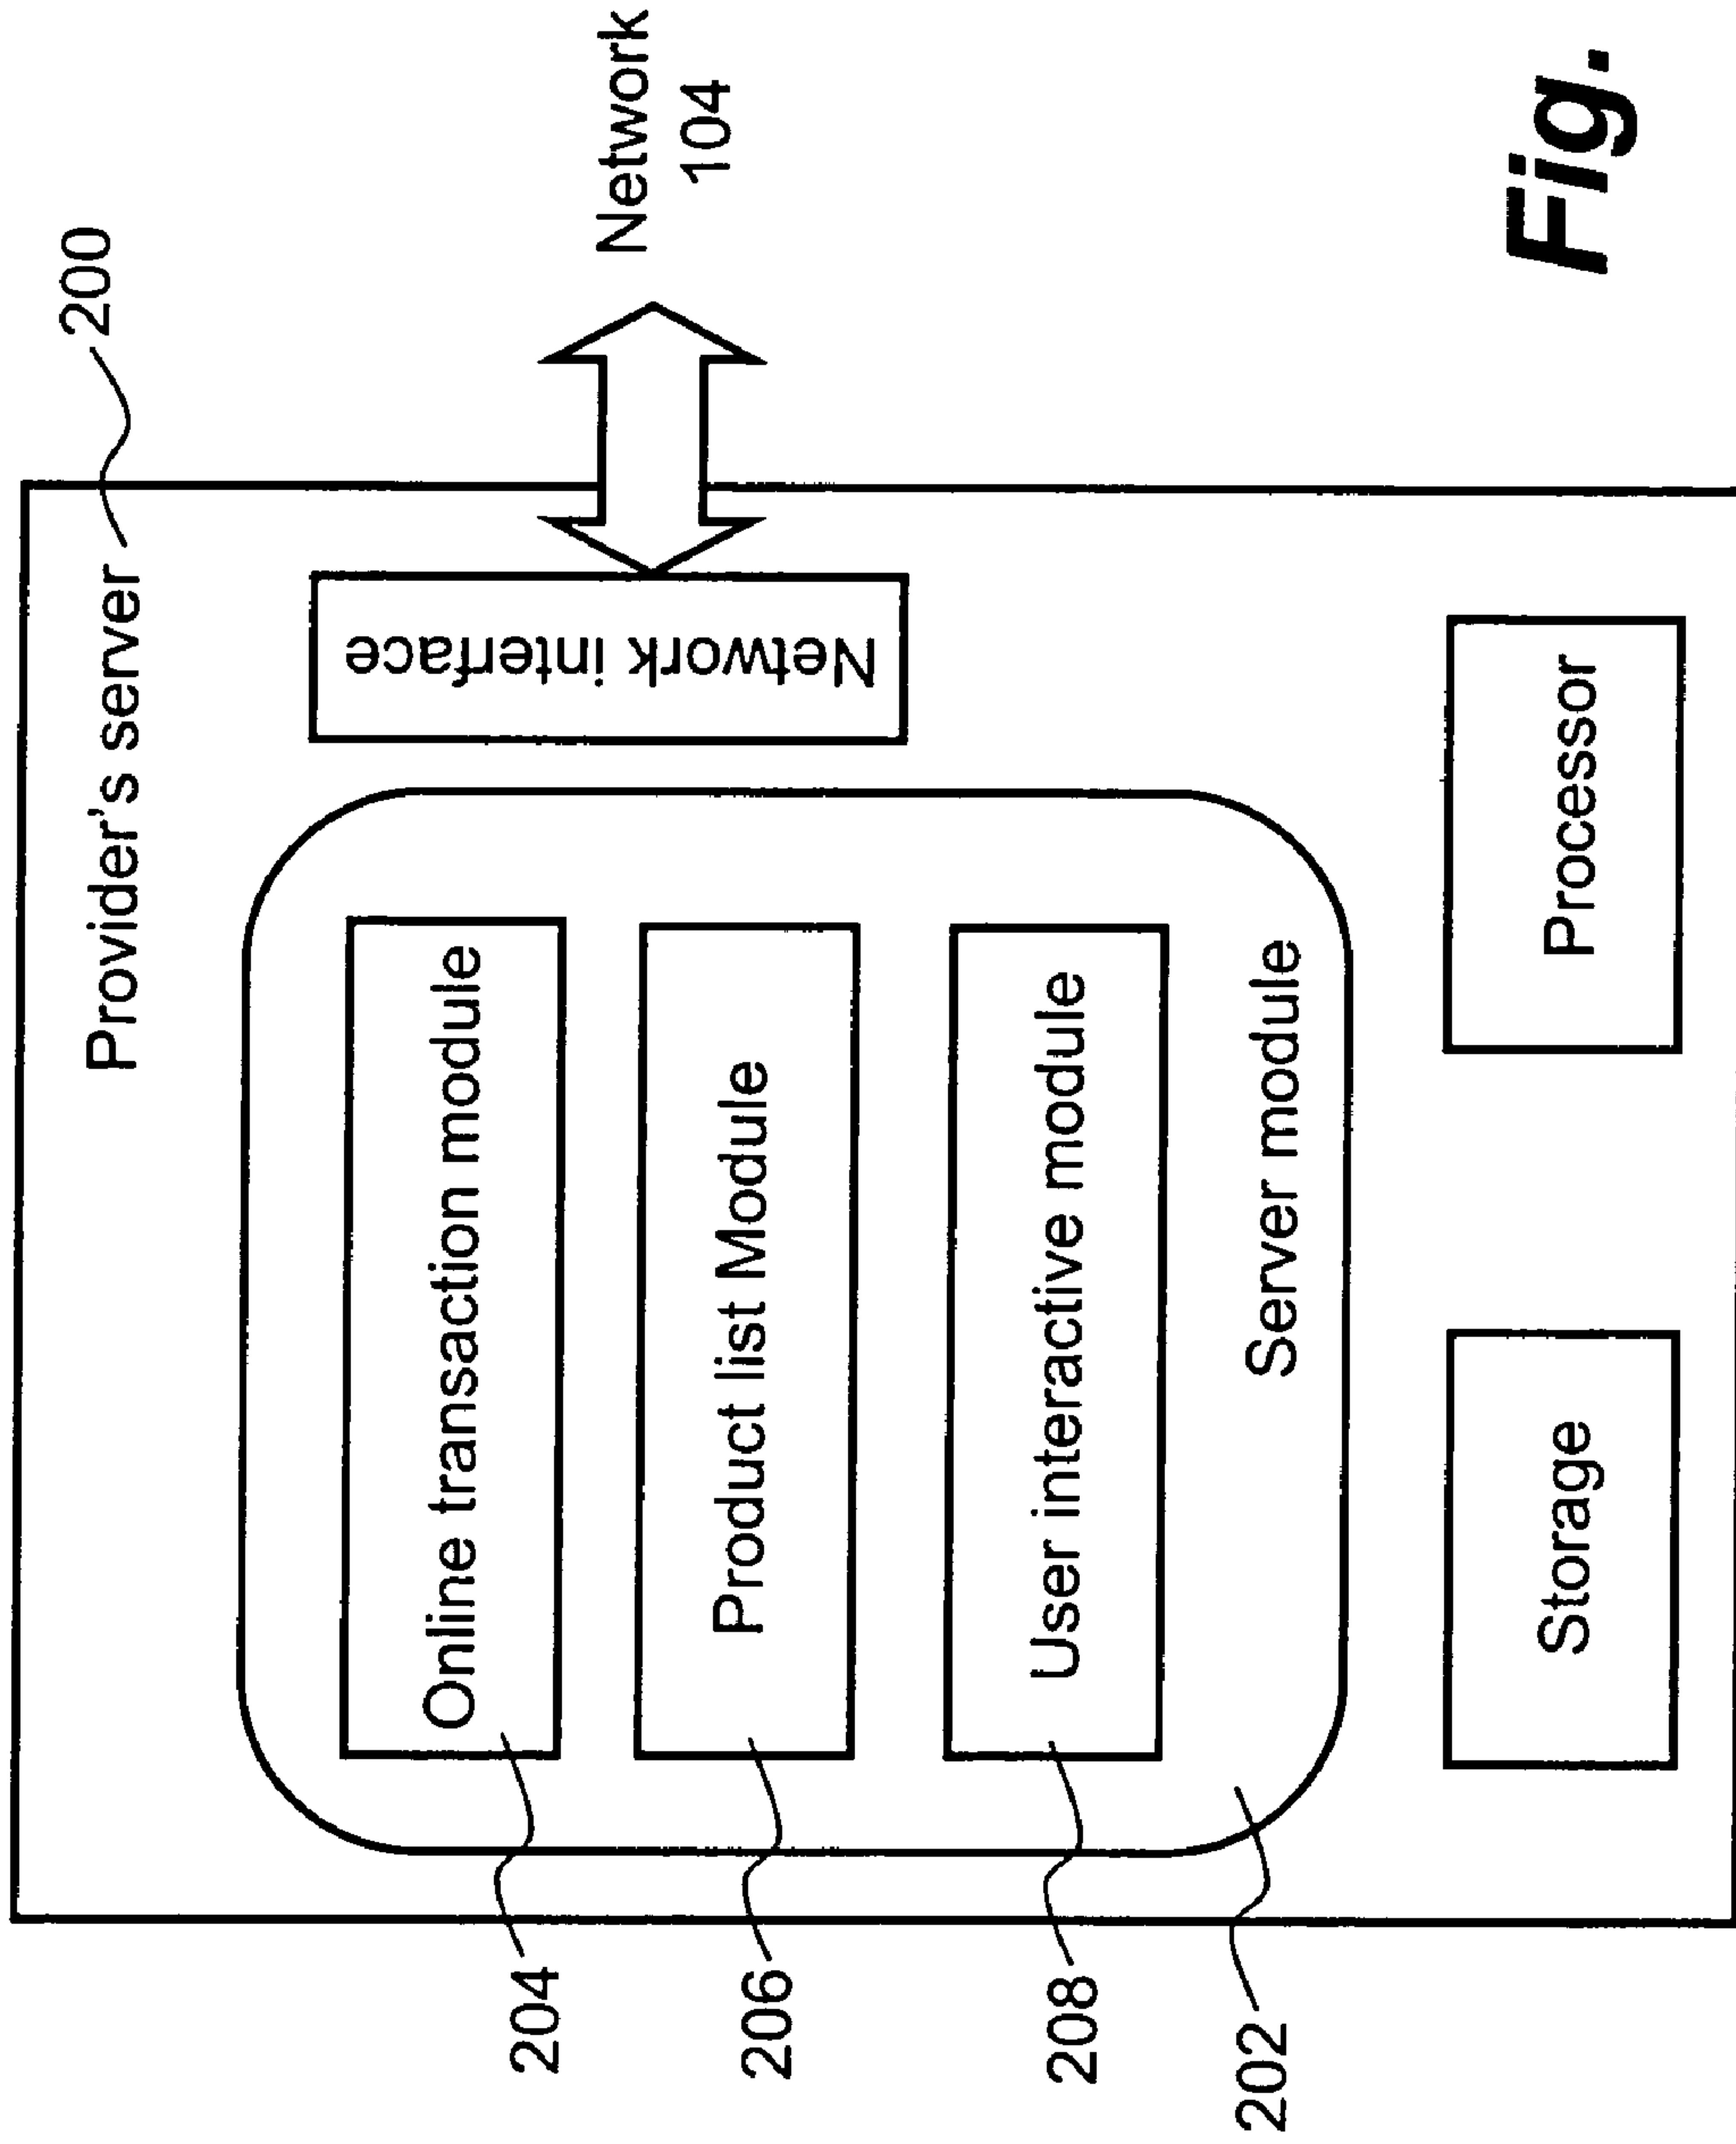 Provider's server
200
Network interface
Network
104
Online transaction module
204
Product list Module
206
User interactive module
208
Server module
202
Storage
Processor
Fig.